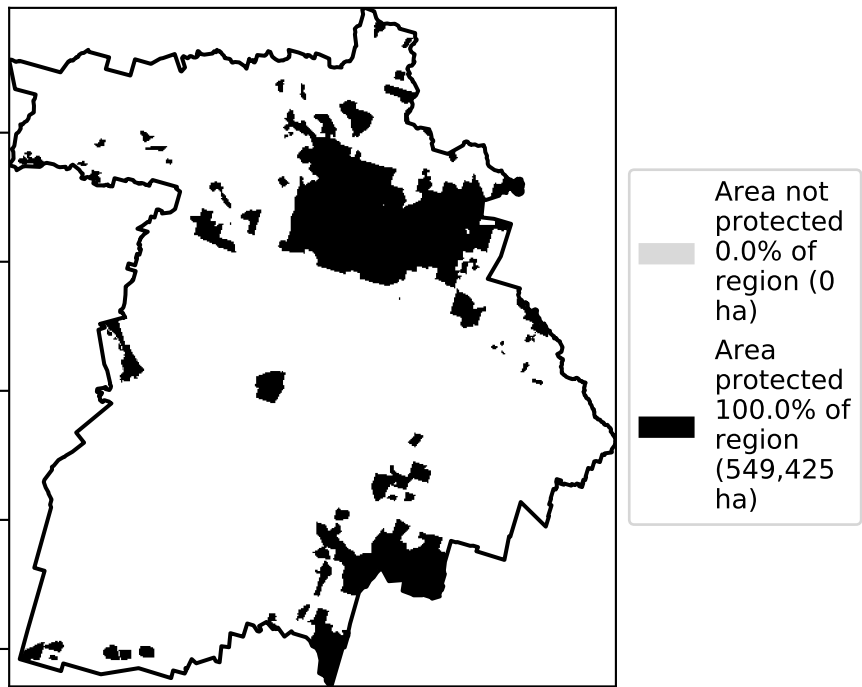 Area not
protected
0.0% of
region (0
ha)
Area
protected
100.0% of
region
(549,425
ha)